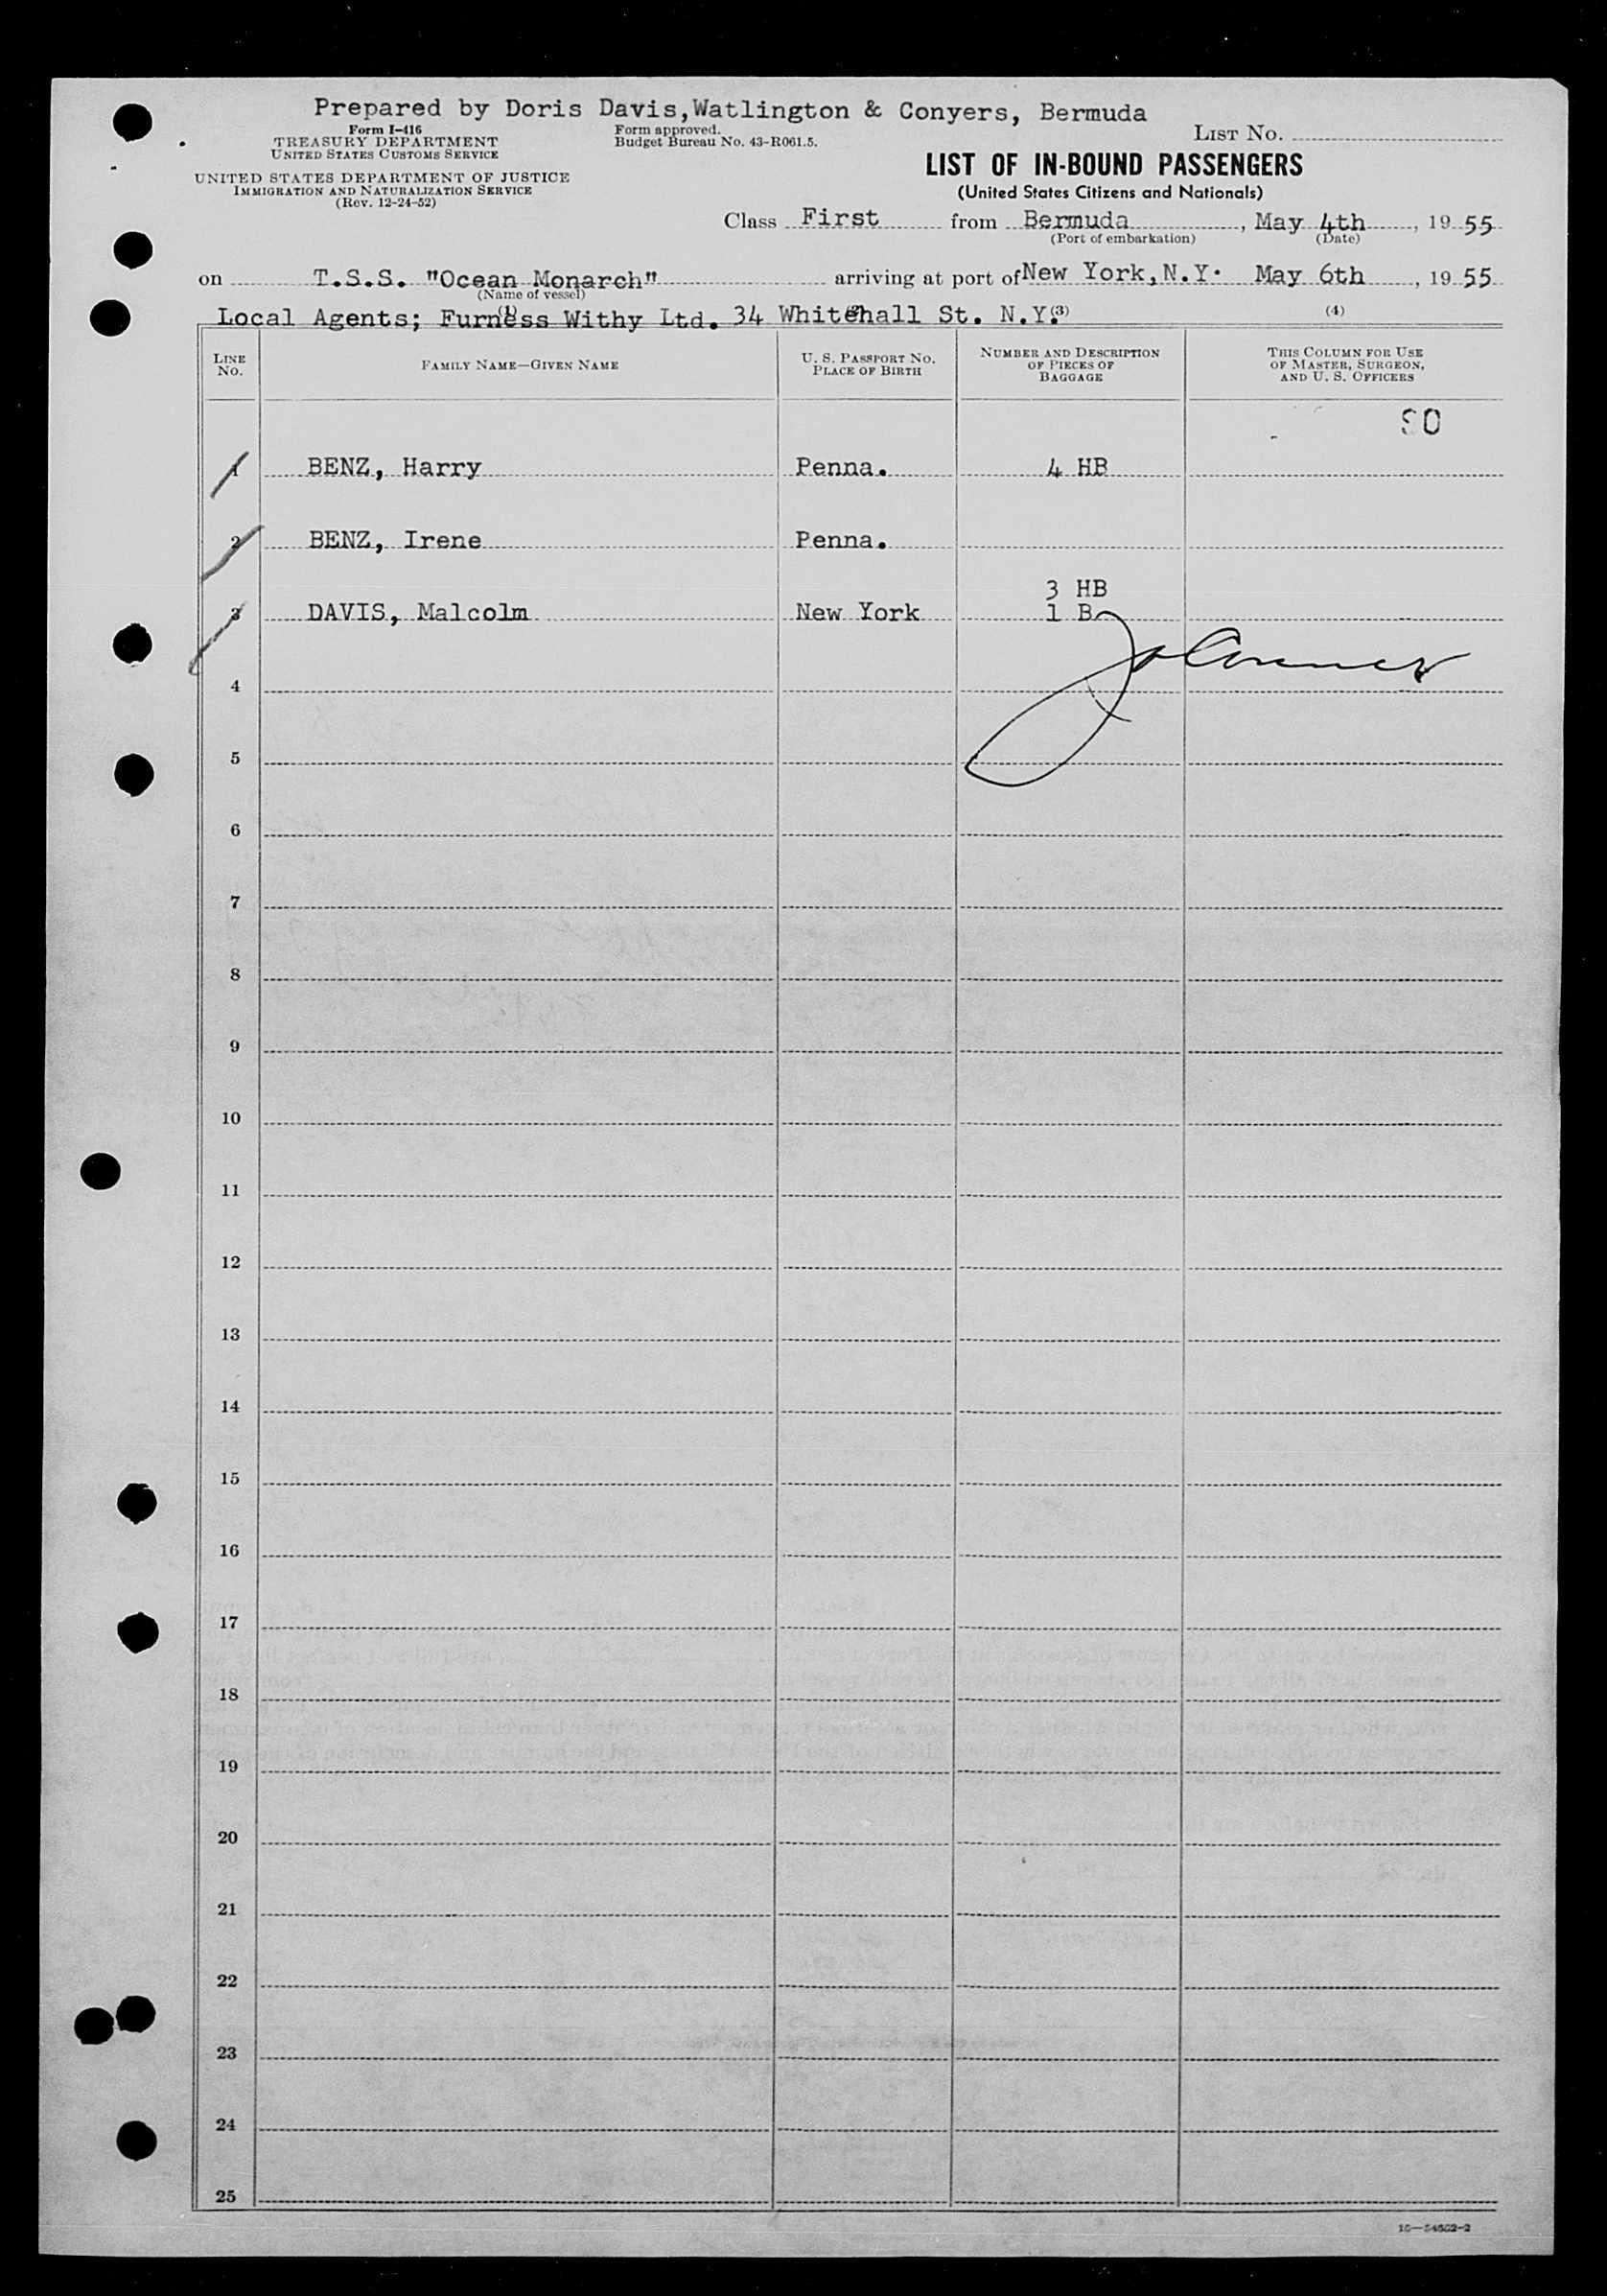 Prepared by Doris Davis,Watlington & Conyers, Bermuda
Form I-416
TREASURY DEPARTMENT
UNITED STATES CUSTOMS SERVICE
Form approved.
Budget Bureau No. 43-R061.5.
LIST NO.
UNITED STATES DEPARTMENT OF JUSTICE
IMMIGRATION AND NATURALIZATION SERVICE
(Rev. 12-24-52)
LIST OF IN-BOUND PASSENGERS
(United States Citizens and Nationals)
Class First from Bermuda, May 4th, 19 55
(Port of embarkation) (Date)
on T.S.S. "Ocean Monarch" arriving at port of New York,N.Y. May 6th, 19 55
(Name of vessel)
Local Agents; Furness Withy Ltd. 34 Whitehall St. N.Y.
(1) (3) (4)
LINE NO.
FAMILY NAME—GIVEN NAME
U. S. PASSPORT NO.
PLACE OF BIRTH
NUMBER AND DESCRIPTION
OF PIECES OF
BAGGAGE
THIS COLUMN FOR USE
OF MASTER, SURGEON,
AND U. S. OFFICERS
1 BENZ, Harry Penna. 4 HB
2 BENZ, Irene Penna.
3 HB
3 DAVIS, Malcolm New York 1 B
4
5
6
7
8
9
10
11
12
13
14
15
16
17
18
19
20
21
22
23
24
25